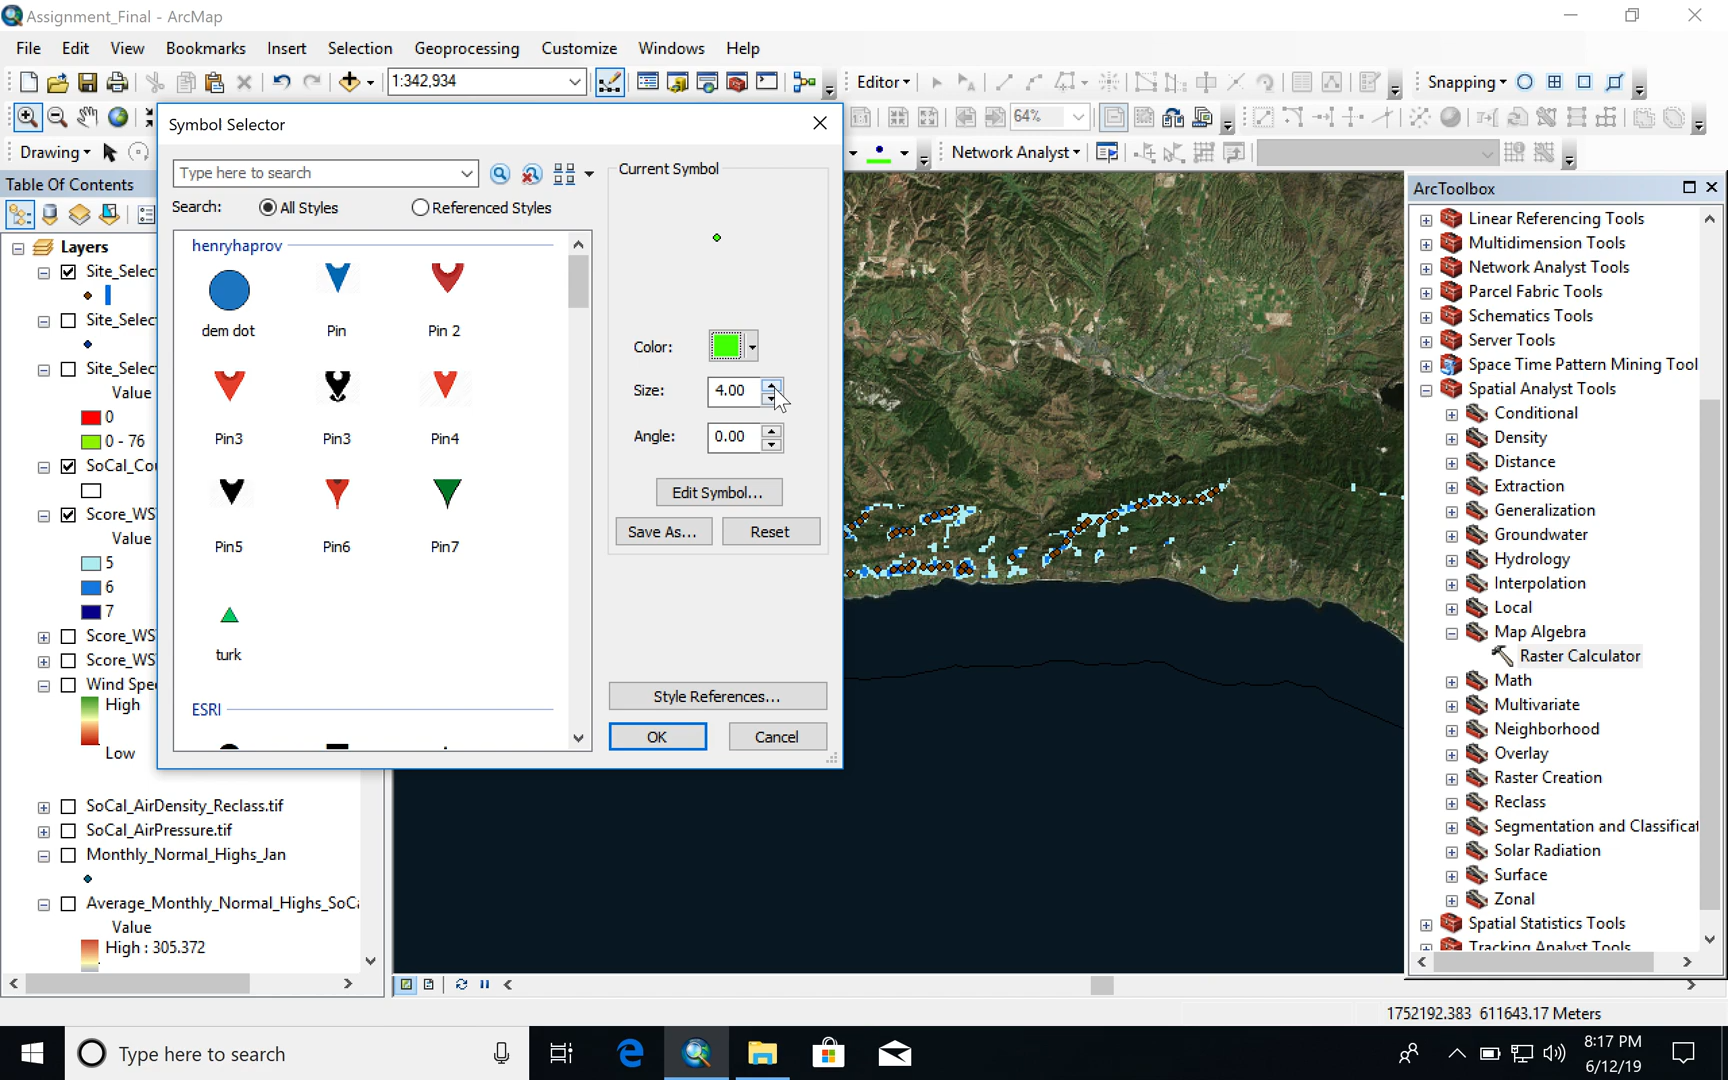 Assignment_Final - ArcMap
File Edit View Bookmarks Insert Selection Geoprocessing Customize Windows Help
1:342,934
Editor
Snapping
64%
Drawing
Network Analyst
Table Of Contents
Layers
Site_Selec
Site_Selec
Site_Selec
Value
0
0 - 76
SoCal_Co
Score_WS
Value
5
6
7
Score_WS
Score_WS
Wind Spe
High
Low
SoCal_AirDensity_Reclass.tif
SoCal_AirPressure.tif
Monthly_Normal_Highs_Jan
Average_Monthly_Normal_Highs_SoC
Value
High : 305.372
Symbol Selector
Type here to search
Search: All Styles Referenced Styles
henryhaprov
dem dot Pin Pin 2
Pin3 Pin3 Pin4
Pin5 Pin6 Pin7
turk
ESRI
Current Symbol
Color:
Size: 4.00
Angle: 0.00
Edit Symbol...
Save As... Reset
Style References...
OK Cancel
ArcToolbox
Linear Referencing Tools
Multidimension Tools
Network Analyst Tools
Parcel Fabric Tools
Schematics Tools
Server Tools
Space Time Pattern Mining Tool
Spatial Analyst Tools
Conditional
Density
Distance
Extraction
Generalization
Groundwater
Hydrology
Interpolation
Local
Map Algebra
Raster Calculator
Math
Multivariate
Neighborhood
Overlay
Raster Creation
Reclass
Segmentation and Classificat
Solar Radiation
Surface
Zonal
Spatial Statistics Tools
Tracking Analyst Tools
1752192.383 611643.17 Meters
Type here to search
8:17 PM
6/12/19